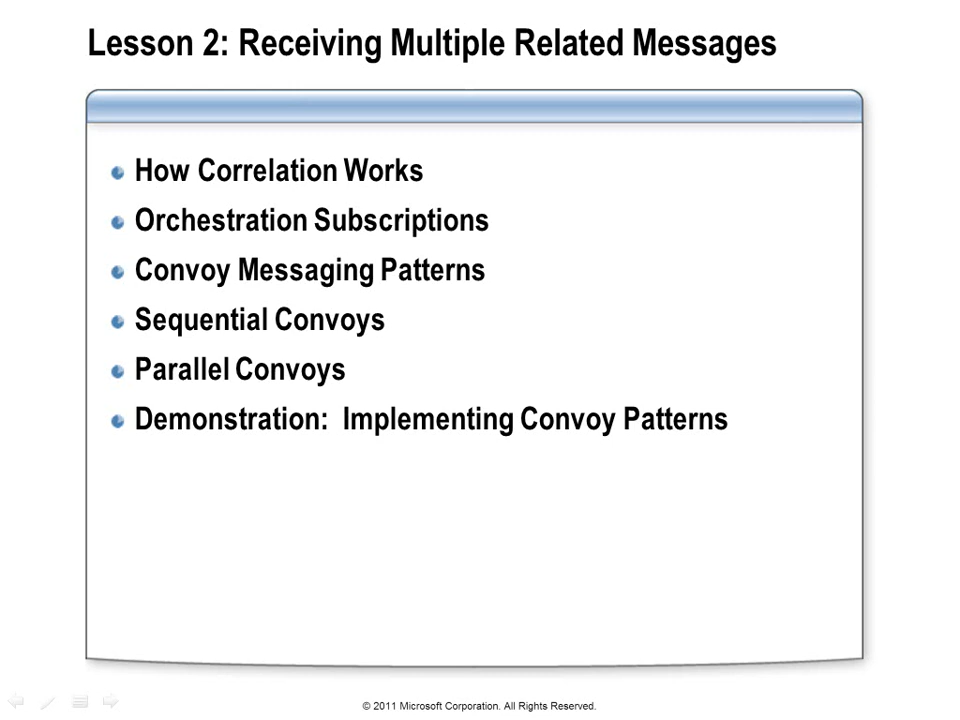 Lesson 2: Receiving Multiple Related Messages
How Correlation Works
Orchestration Subscriptions
Convoy Messaging Patterns
Sequential Convoys
Parallel Convoys
Demonstration:  Implementing Convoy Patterns
© 2011 Microsoft Corporation. All Rights Reserved.